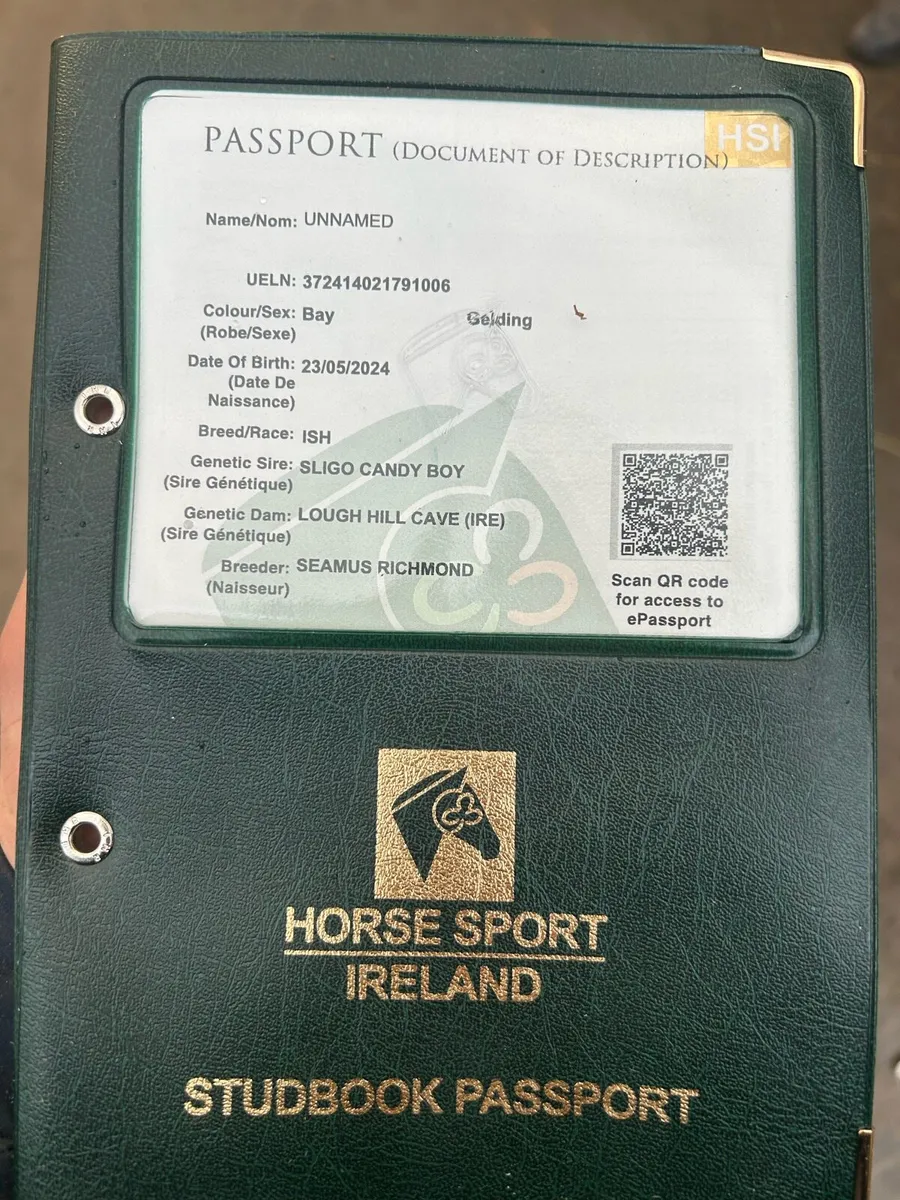 PASSPORT (DOCUMENT OF DESCRIPTION)
HSI
Name/Nom: UNNAMED
UELN: 372414021791006
Colour/Sex: Bay Gelding
(Robe/Sexe)
Date Of Birth: 23/05/2024
(Date De
Naissance)
Breed/Race: ISH
Genetic Sire: SLIGO CANDY BOY
(Sire Génétique)
Genetic Dam: LOUGH HILL CAVE (IRE)
(Sire Génétique)
Breeder: SEAMUS RICHMOND
(Naisseur)
Scan QR code
for access to
ePassport
HORSE SPORT
IRELAND
STUDBOOK PASSPORT